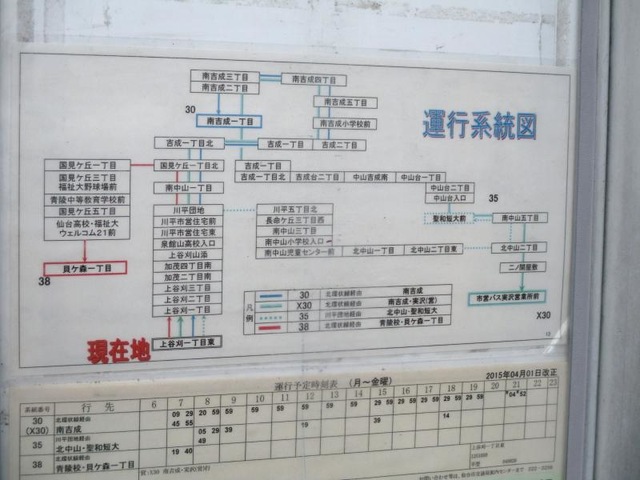 運行系統図
南吉成三丁目
南吉成二丁目
南吉成四丁目
南吉成五丁目
30
南吉成一丁目
南吉成小学校前
吉成一丁目北
吉成一丁目
吉成二丁目
国見ケ丘一丁目
国見ケ丘一丁目北
吉成一丁目
吉成一丁目北
吉成台二丁目
中山吉成南
中山台一丁目
国見ケ丘三丁目
福祉大野球場前
南中山一丁目
中山台二丁目
中山台入口
35
青陵中等教育学校前
国見ケ丘五丁目
川平団地
川平五丁目北
聖和短大前
南中山五丁目
仙台高校・福祉大
ウェルコム21前
川平市営住宅前
川平市営住宅東
長命ケ丘三丁目西
南中山三丁目
泉館山高校入口
南中山小学校入口
上谷刈山添
南中山児童センター前
北中山一丁目
北中山二丁目東
北中山二丁目
貝ケ森一丁目
38
加茂四丁目南
加茂二丁目南
二ノ関屋敷
上谷刈三丁目
上谷刈二丁目
上谷刈一丁目
市営バス実沢営業所前
X30
凡例
30 北環状線経由 南吉成
X30 北環状線経由 南吉成・実沢(営)
35 川平団地経由 北中山・聖和短大
38 北環状線経由 青陵校・貝ケ森一丁目
現在地
上谷刈一丁目東
運行予定時刻表 (月～金曜)
2015年04月01日改正
系統番号 行先 6 7 8 9 10 11 12 13 14 15 16 17 18 19 20 21 22 23
30 (X30) 北環状線経由 南吉成
09 29 20 59 59 59 59 59 59 59
45 55
19 39 14
*04 *52
35 川平団地経由 北中山・聖和短大
05 29 39
49
38 北環状線経由 青陵校・貝ケ森一丁目
19 40
上谷刈一丁目東